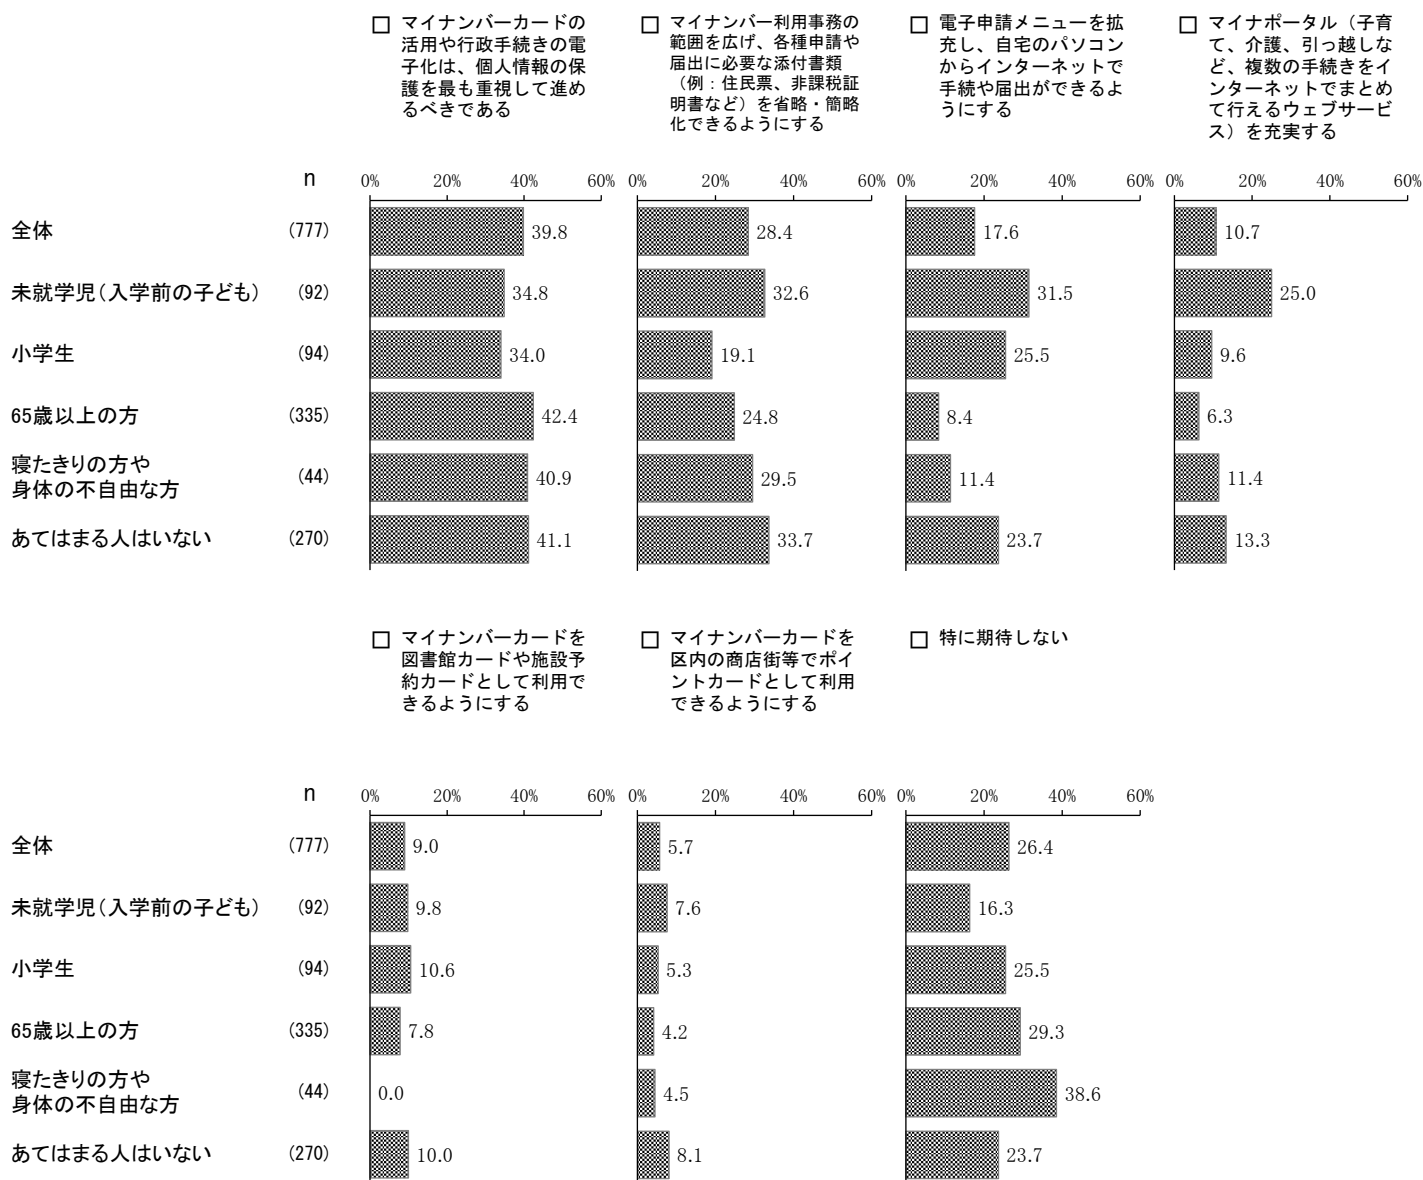 □ マイナンバーカードの
活用や行政手続きの電
子化は、個人情報の保
護を最も重視して進め
るべきである
□ マイナンバー利用事務の
範囲を広げ、各種申請や
届出に必要な添付書類
（例：住民票、非課税証
明書など）を省略・簡略
化できるようにする
□ 電子申請メニューを拡
充し、自宅のパソコン
からインターネットで
手続や届出ができるよ
うにする
□ マイナポータル（子育
て、介護、引っ越しな
ど、複数の手続きをイ
ンターネットでまとめ
て行えるウェブサービ
ス）を充実する
n 0% 20% 40% 60% 0% 20% 40% 60% 0% 20% 40% 60% 0% 20% 40% 60%
全体 (777) 39.8 28.4 17.6 10.7
未就学児（入学前の子ども） (92) 34.8 32.6 31.5 25.0
小学生 (94) 34.0 19.1 25.5 9.6
65歳以上の方 (335) 42.4 24.8 8.4 6.3
寝たきりの方や
身体の不自由な方 (44) 40.9 29.5 11.4 11.4
あてはまる人はいない (270) 41.1 33.7 23.7 13.3
□ マイナンバーカードを
図書館カードや施設予
約カードとして利用で
きるようにする
□ マイナンバーカードを
区内の商店街等でポイ
ントカードとして利用
できるようにする
□ 特に期待しない
n 0% 20% 40% 60% 0% 20% 40% 60% 0% 20% 40% 60%
全体 (777) 9.0 5.7 26.4
未就学児（入学前の子ども） (92) 9.8 7.6 16.3
小学生 (94) 10.6 5.3 25.5
65歳以上の方 (335) 7.8 4.2 29.3
寝たきりの方や
身体の不自由な方 (44) 0.0 4.5 38.6
あてはまる人はいない (270) 10.0 8.1 23.7